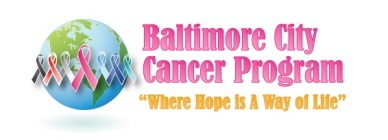 Baltimore City
Cancer Program
"Where Hope is A Way of Life"